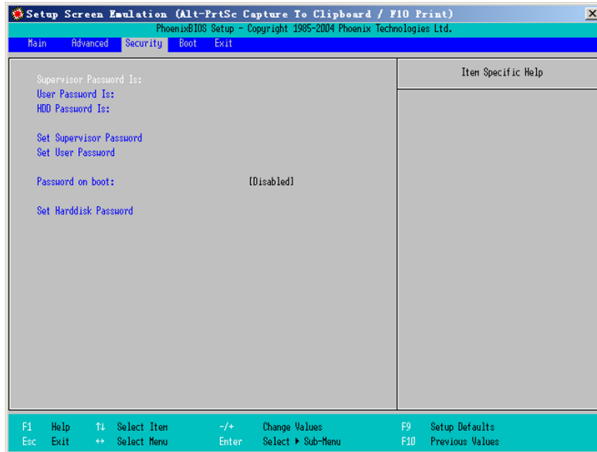 Setup Screen Emulation (Alt-PrtSc Capture To Clipboard / F10 Print)
PhoenixBIOS Setup - Copyright 1985-2004 Phoenix Technologies Ltd.
Main Advanced Security Boot Exit
Item Specific Help
Supervisor Password Is:
User Password Is:
HDD Password Is:
Set Supervisor Password
Set User Password
Password on boot: [Disabled]
Set Harddisk Password
F1 Help ↑↓ Select Item -/+ Change Values F9 Setup Defaults
Esc Exit ↔ Select Menu Enter Select ▶ Sub-Menu F10 Previous Values